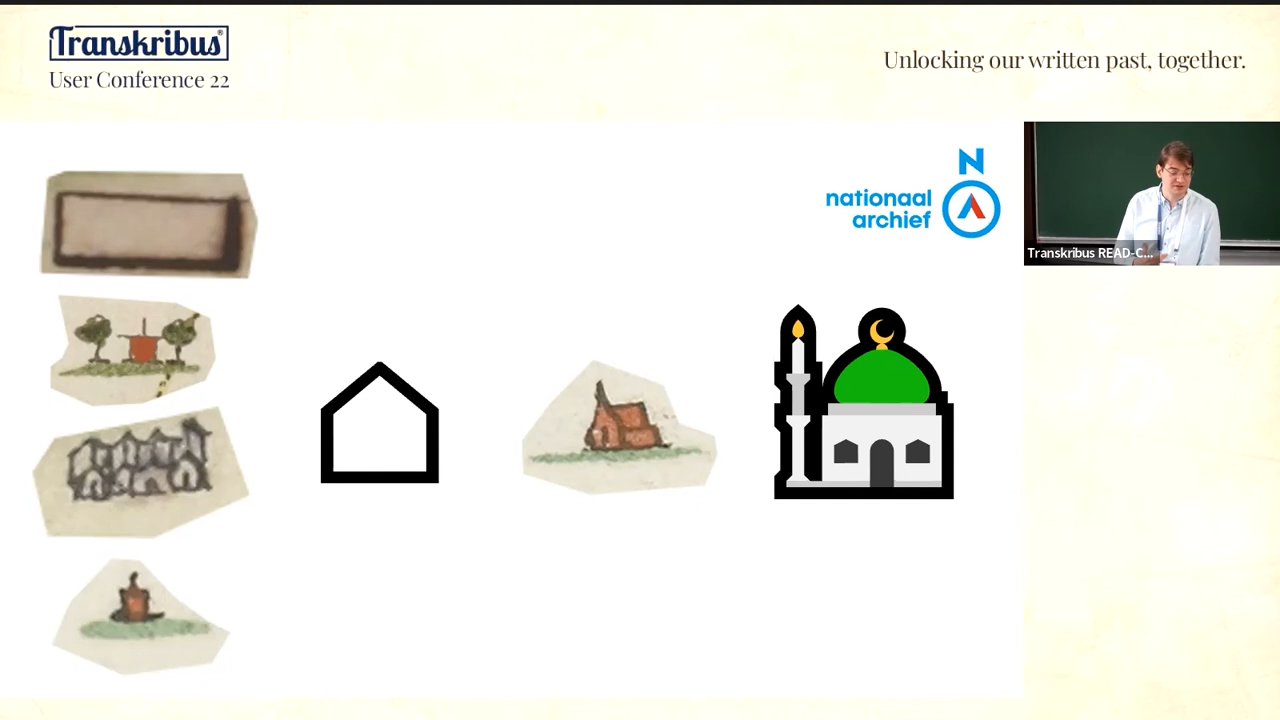 Transkribus®
User Conference 22
Unlocking our written past, together.
N
nationaal
archief
Transkribus READ-C...